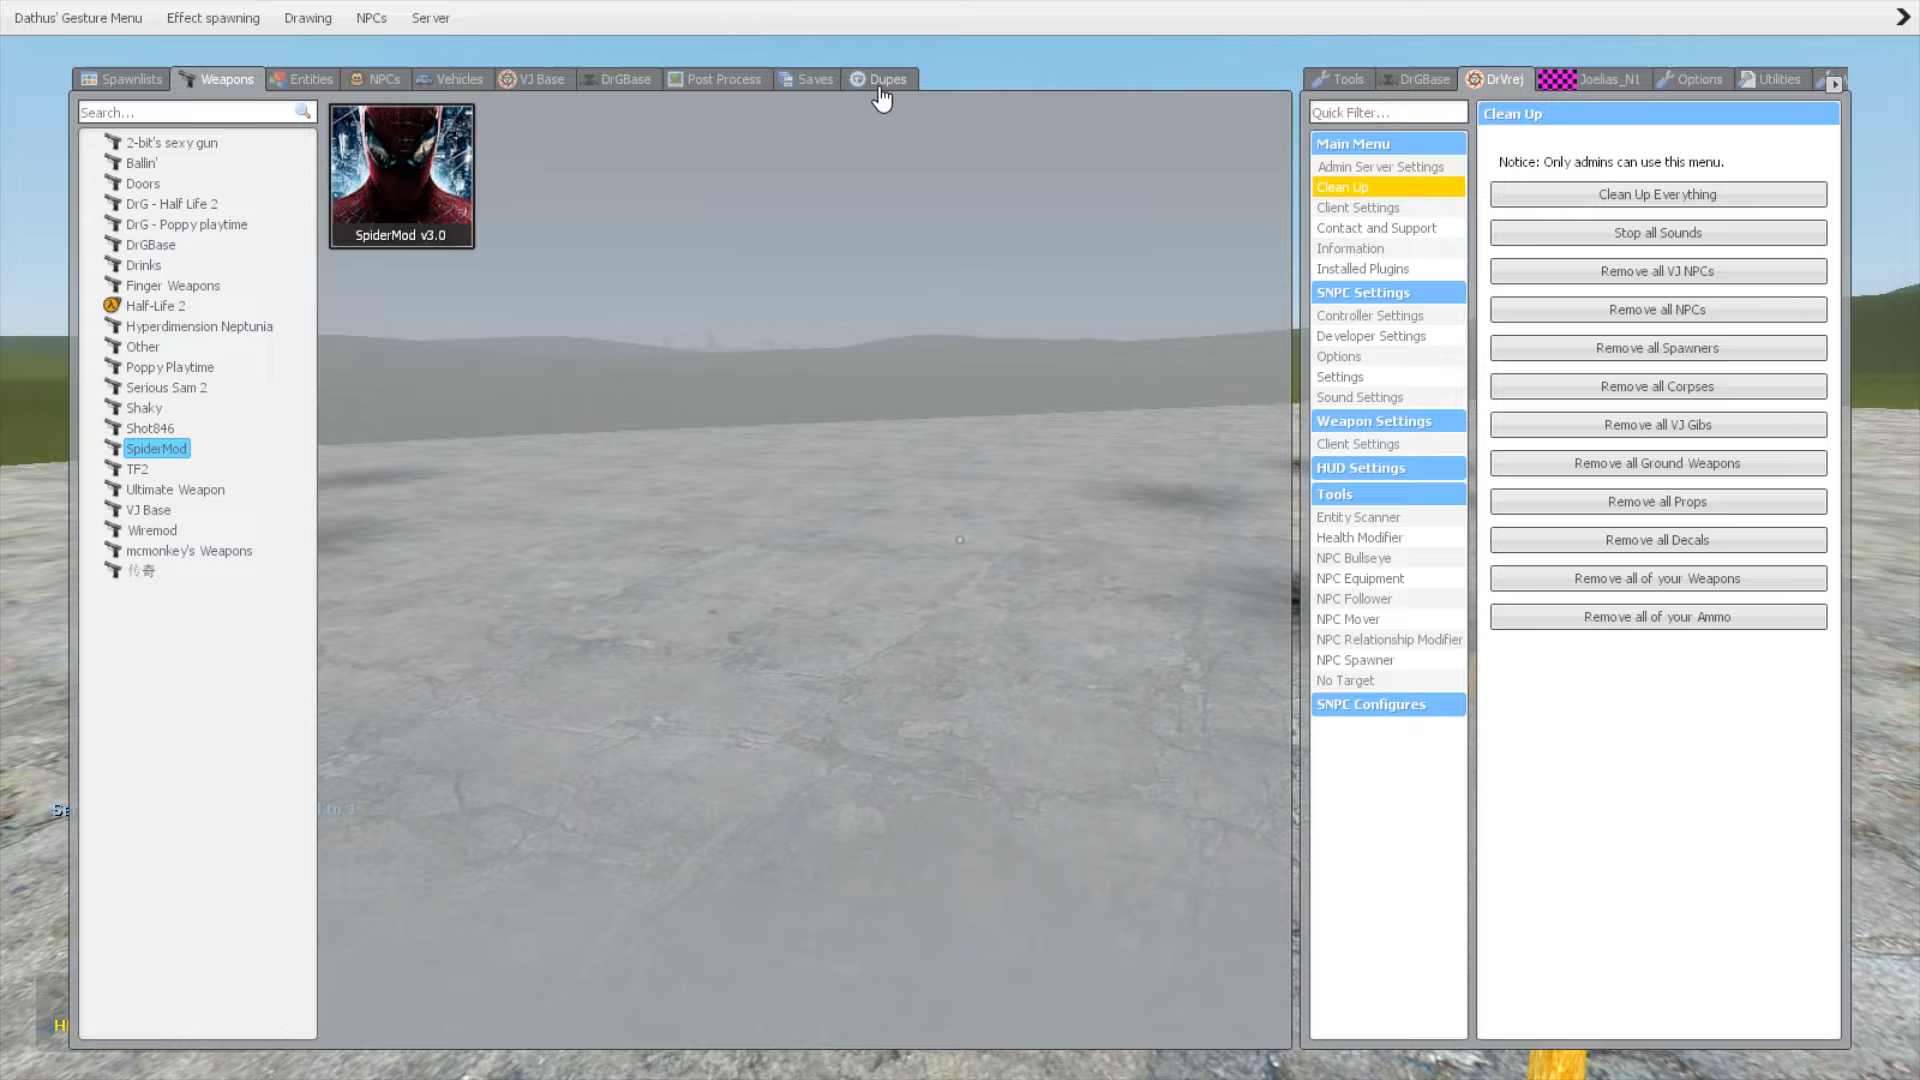 Dathus' Gesture Menu Effect spawning Drawing NPCs Server
Spawnlists Weapons Entities NPCs Vehicles VJ Base DrGBase Post Process Saves Dupes
Tools DrGBase DrVrej Joelias_N1 Options Utilities
Search...
2-bit's sexy gun
Ballin'
Doors
DrG - Half Life 2
DrG - Poppy playtime
DrGBase
Drinks
Finger Weapons
Half-Life 2
Hyperdimension Neptunia
Other
Poppy Playtime
Serious Sam 2
Shaky
Shot846
SpiderMod
TF2
Ultimate Weapon
VJ Base
Wiremod
mcmonkey's Weapons
传奇
SpiderMod v3.0
Quick Filter...
Main Menu
Admin Server Settings
Clean Up
Client Settings
Contact and Support
Information
Installed Plugins
SNPC Settings
Controller Settings
Developer Settings
Options
Settings
Sound Settings
Weapon Settings
Client Settings
HUD Settings
Tools
Entity Scanner
Health Modifier
NPC Bullseye
NPC Equipment
NPC Follower
NPC Mover
NPC Relationship Modifier
NPC Spawner
No Target
SNPC Configures
Clean Up
Notice: Only admins can use this menu.
Clean Up Everything
Stop all Sounds
Remove all VJ NPCs
Remove all NPCs
Remove all Spawners
Remove all Corpses
Remove all VJ Gibs
Remove all Ground Weapons
Remove all Props
Remove all Decals
Remove all of your Weapons
Remove all of your Ammo